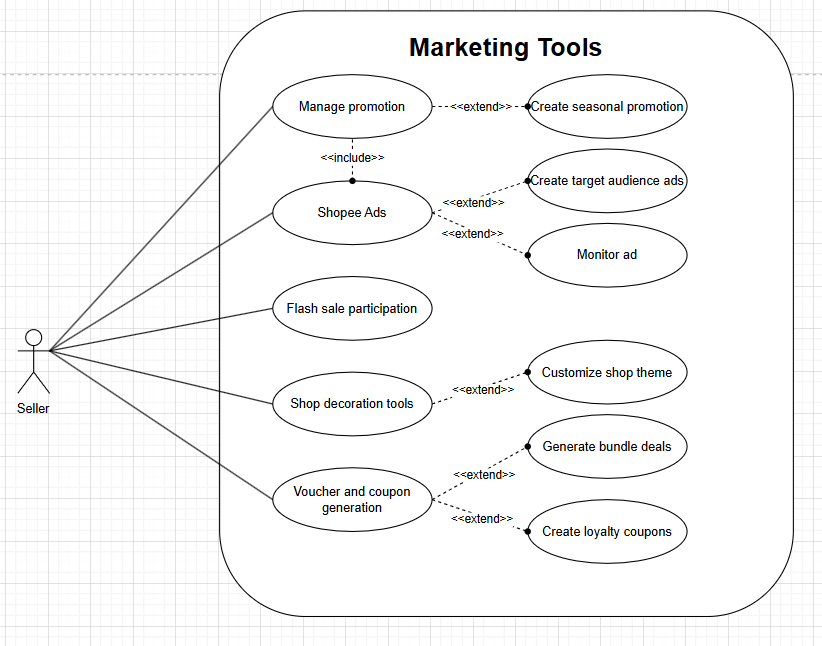 Marketing Tools
Manage promotion
<<extend>>
Create seasonal promotion
<<include>>
Shopee Ads
<<extend>>
Create target audience ads
<<extend>>
Monitor ad
Flash sale participation
Seller
Shop decoration tools
<<extend>>
Customize shop theme
Voucher and coupon
generation
<<extend>>
Generate bundle deals
<<extend>>
Create loyalty coupons